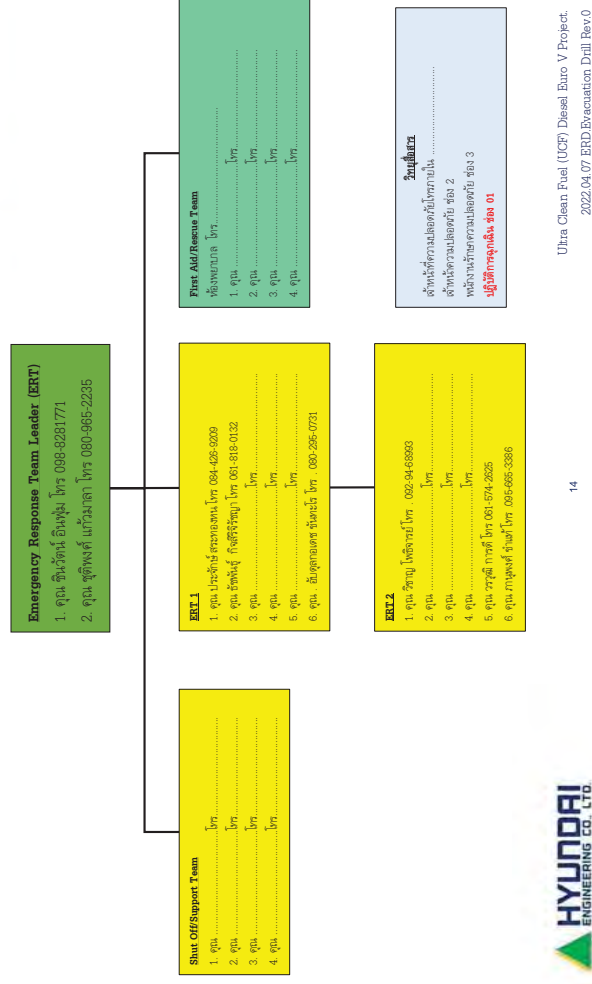 Emergency Response Team Leader (ERT)
1. คุณ ชินวัตน์ อินพุ่ม โทร 098-8281771
2. คุณ ชุติพงศ์ แก้วมาลา โทร 080-965-2235
Shut Off/Support Team
1. คุณ ................................โทร................................
2. คุณ ................................โทร................................
3. คุณ ................................โทร................................
4. คุณ ................................โทร................................
ERT 1
1. คุณ ประจักษ์ สระทองหน โทร 084-426-9209
2. คุณ ธัชพันธุ์ กิจสิริจิรัชญา โทร 061-818-0132
3. คุณ ................................โทร................................
4. คุณ ................................โทร................................
5. คุณ ................................โทร................................
6. คุณ . อับดุลกอเดช ขันทะโร โทร . 080-295-0731
First Aid/Rescue Team
ห้องพยาบาล โทร................................
1. คุณ ................................โทร................................
2. คุณ ................................โทร................................
3. คุณ ................................โทร................................
4. คุณ ................................โทร................................
ERT 2
1. คุณ วิชาญ โพธิจารย์ โทร .092-94-68993
2. คุณ ................................โทร................................
3. คุณ ................................โทร................................
4. คุณ ................................โทร................................
5. คุณ วรวุฒิ การดี โทร 061-574-2625
6. คุณ ภานุพงศ์ ขำแก้ โทร .095-665-3386
วิทยุสื่อสาร
เจ้าหน้าที่ความปลอดภัยโทรภายใน ................................
เจ้าหน้าความปลอดภัย ช่อง 2
พนักงานรักษาความปลอดภัย ช่อง 3
ปฏิบัติการฉุกเฉิน ช่อง 01
HYUNDAI
ENGINEERING CO. LTD.
14
Ultra Clean Fuel (UCF) Diesel Euro V Project.
2022.04.07 ERD.Evacuation Drill Rev.0